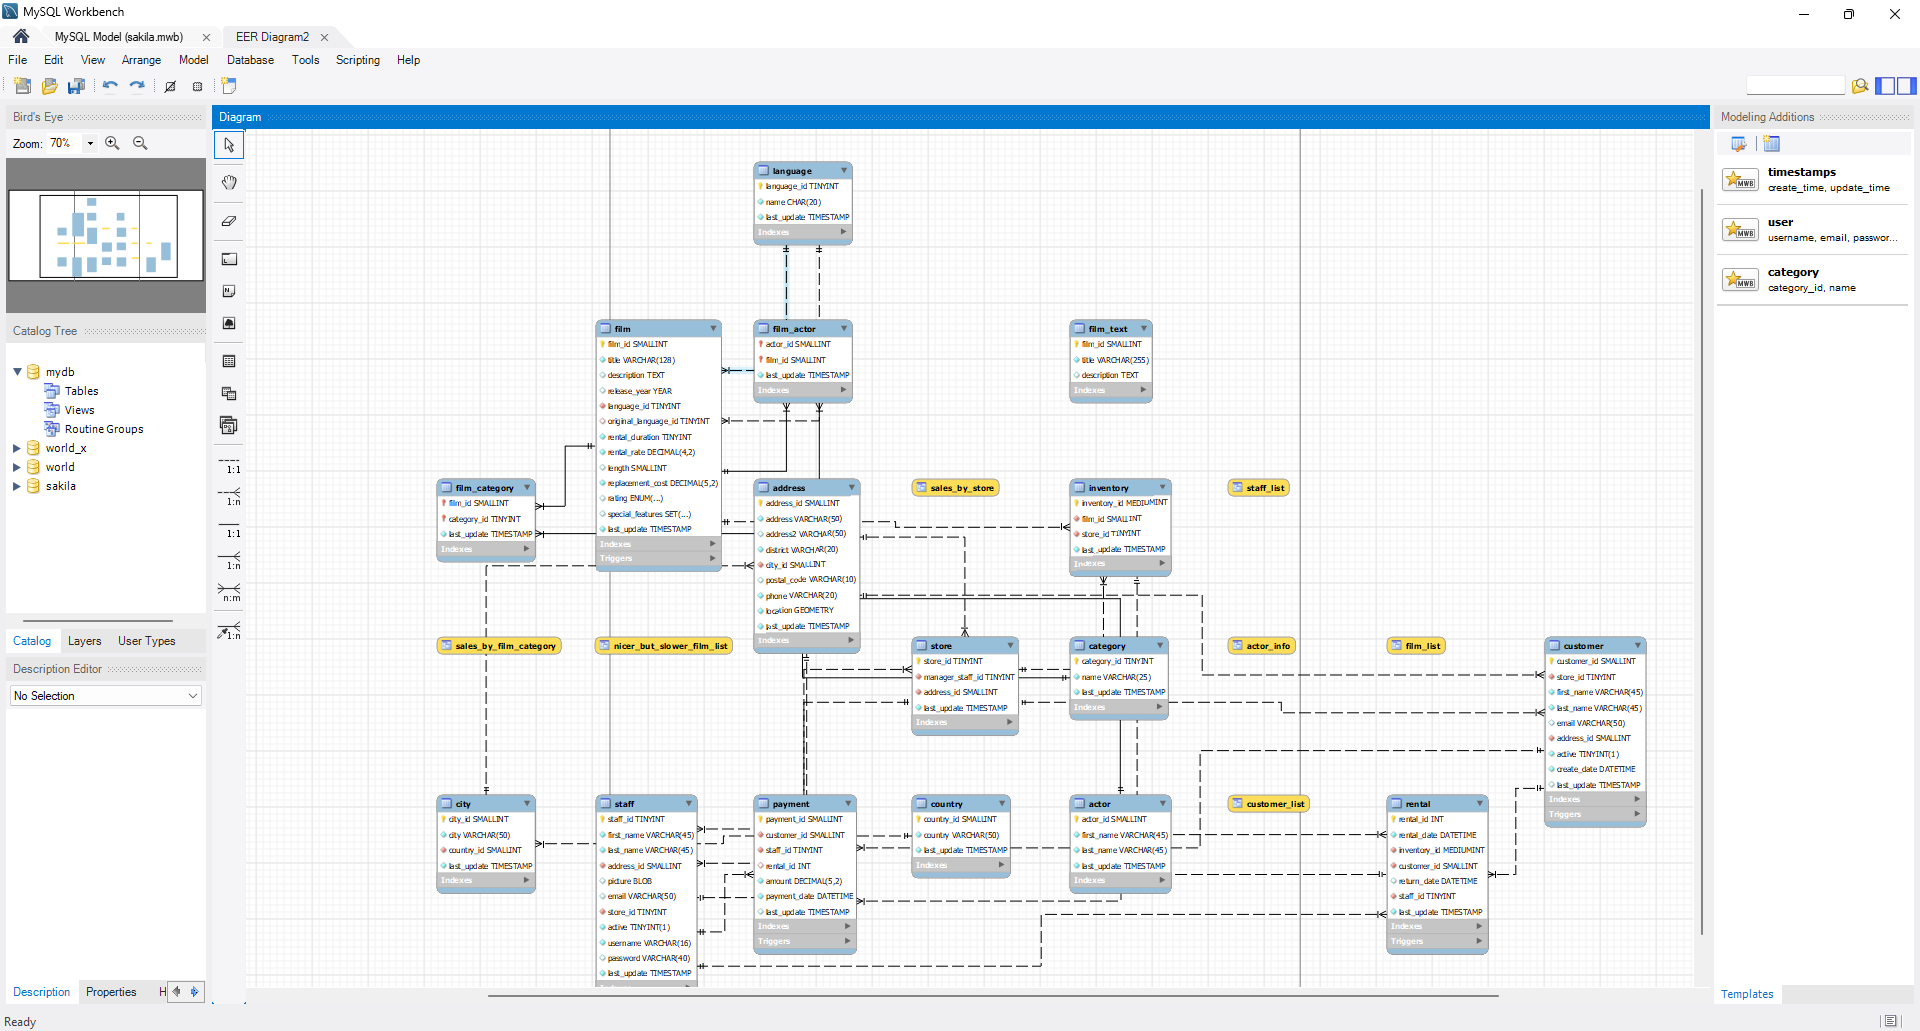 MySQL Workbench
MySQL Model (sakila.mwb)
EER Diagram2
File Edit View Arrange Model Database Tools Scripting Help
Bird's Eye
Zoom: 70%
Catalog Tree
mydb
Tables
Views
Routine Groups
world_x
world
sakila
Catalog Layers User Types
Description Editor
No Selection
Description Properties H
Ready
Diagram
1:1
1:n
1:1
1:n
n:m
1:n
language
language_id TINYINT
name CHAR(20)
last_update TIMESTAMP
Indexes
film
film_id SMALLINT
title VARCHAR(128)
description TEXT
release_year YEAR
language_id TINYINT
original_language_id TINYINT
rental_duration TINYINT
rental_rate DECIMAL(4,2)
length SMALLINT
replacement_cost DECIMAL(5,2)
rating ENUM(...)
special_features SET(...)
last_update TIMESTAMP
Indexes
Triggers
film_actor
actor_id SMALLINT
film_id SMALLINT
last_update TIMESTAMP
Indexes
film_text
film_id SMALLINT
title VARCHAR(255)
description TEXT
Indexes
film_category
film_id SMALLINT
category_id TINYINT
last_update TIMESTAMP
Indexes
address
address_id SMALLINT
address VARCHAR(50)
address2 VARCHAR(50)
district VARCHAR(20)
city_id SMALLINT
postal_code VARCHAR(10)
phone VARCHAR(20)
location GEOMETRY
last_update TIMESTAMP
Indexes
sales_by_store
inventory
inventory_id MEDIUMINT
film_id SMALLINT
store_id TINYINT
last_update TIMESTAMP
Indexes
staff_list
sales_by_film_category
nicer_but_slower_film_list
store
store_id TINYINT
manager_staff_id TINYINT
address_id SMALLINT
last_update TIMESTAMP
Indexes
category
category_id TINYINT
name VARCHAR(25)
last_update TIMESTAMP
Indexes
actor_info
film_list
customer
customer_id SMALLINT
store_id TINYINT
first_name VARCHAR(45)
last_name VARCHAR(45)
email VARCHAR(50)
address_id SMALLINT
active TINYINT(1)
create_date DATETIME
last_update TIMESTAMP
Indexes
Triggers
city
city_id SMALLINT
city VARCHAR(50)
country_id SMALLINT
last_update TIMESTAMP
Indexes
staff
staff_id TINYINT
first_name VARCHAR(45)
last_name VARCHAR(45)
address_id SMALLINT
picture BLOB
email VARCHAR(50)
store_id TINYINT
active TINYINT(1)
username VARCHAR(16)
password VARCHAR(40)
last_update TIMESTAMP
payment
payment_id SMALLINT
customer_id SMALLINT
staff_id TINYINT
rental_id INT
amount DECIMAL(5,2)
payment_date DATETIME
last_update TIMESTAMP
Indexes
Triggers
country
country_id SMALLINT
country VARCHAR(50)
last_update TIMESTAMP
Indexes
actor
actor_id SMALLINT
first_name VARCHAR(45)
last_name VARCHAR(45)
last_update TIMESTAMP
Indexes
customer_list
rental
rental_id INT
rental_date DATETIME
inventory_id MEDIUMINT
customer_id SMALLINT
return_date DATETIME
staff_id TINYINT
last_update TIMESTAMP
Indexes
Triggers
Modeling Additions
MWB
timestamps
create_time, update_time
MWB
user
username, email, passwor...
MWB
category
category_id, name
Templates